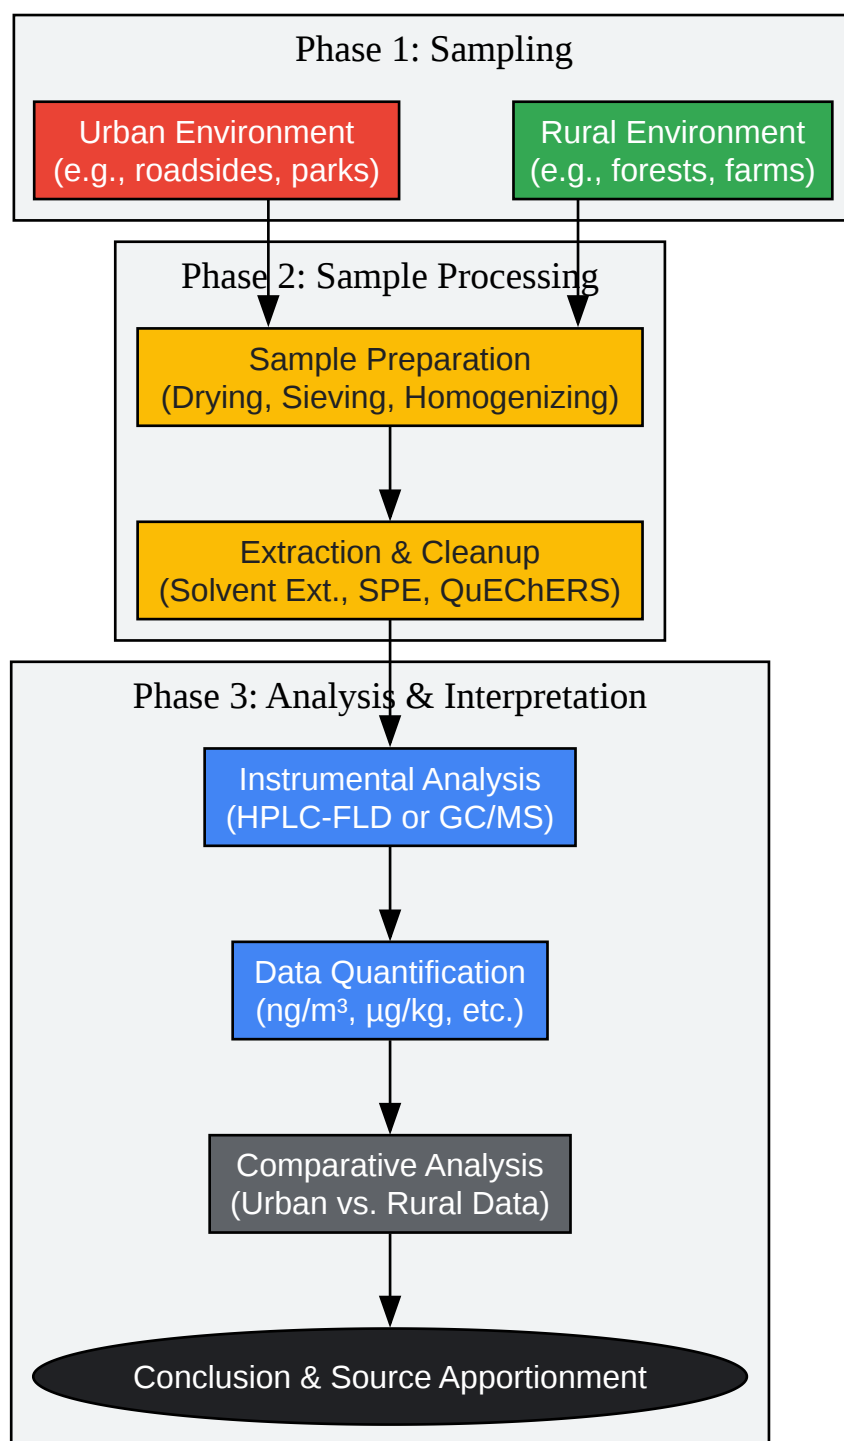 Phase 1: Sampling
Urban Environment
(e.g., roadsides, parks)
Rural Environment
(e.g., forests, farms)
Phase 2: Sample Processing
Sample Preparation
(Drying, Sieving, Homogenizing)
Extraction & Cleanup
(Solvent Ext., SPE, QuEChERS)
Phase 3: Analysis & Interpretation
Instrumental Analysis
(HPLC-FLD or GC/MS)
Data Quantification
(ng/m³, µg/kg, etc.)
Comparative Analysis
(Urban vs. Rural Data)
Conclusion & Source Apportionment